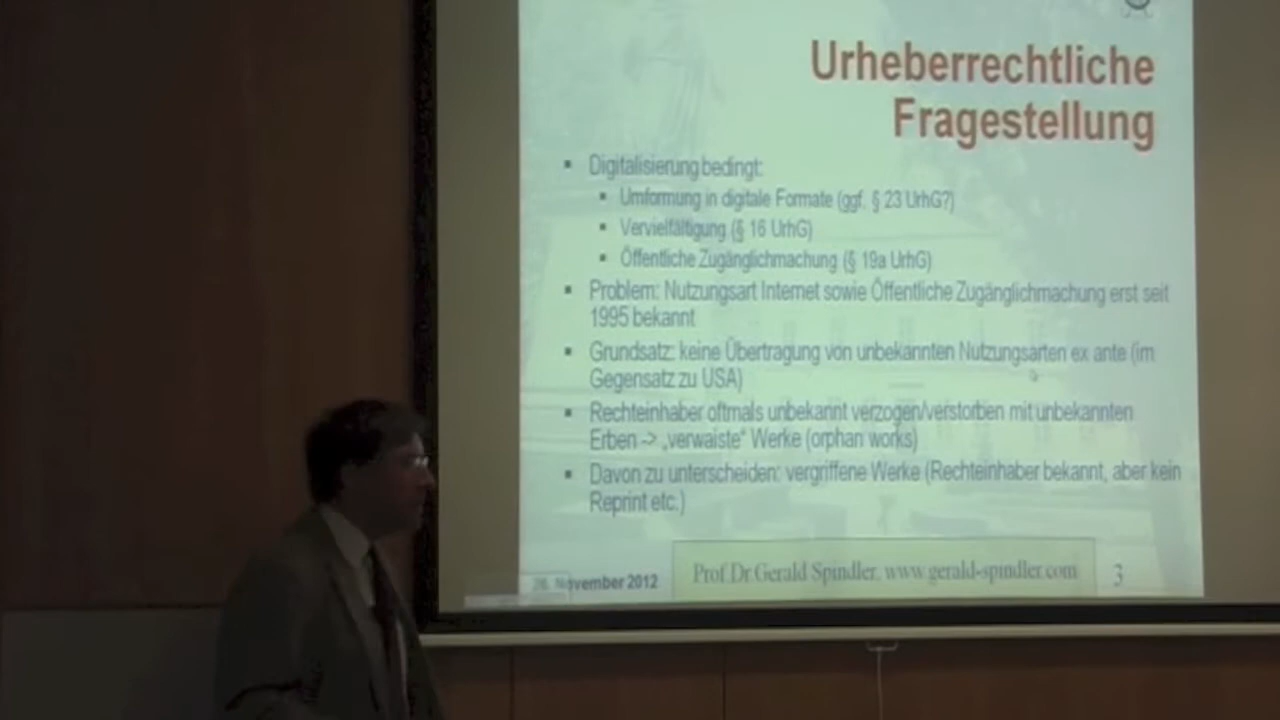 Urheberrechtliche
Fragestellung
▪ Digitalisierung bedingt:
▪ Umformung in digitale Formate (ggf. § 23 UrhG?)
▪ Vervielfältigung (§ 16 UrhG)
▪ Öffentliche Zugänglichmachung (§ 19a UrhG)
▪ Problem: Nutzungsart Internet sowie Öffentliche Zugänglichmachung erst seit
1995 bekannt
▪ Grundsatz: keine Übertragung von unbekannten Nutzungsarten ex ante (im
Gegensatz zu USA)
▪ Rechteinhaber oftmals unbekannt verzogen/verstorben mit unbekannten
Erben -> „verwaiste“ Werke (orphan works)
▪ Davon zu unterscheiden: vergriffene Werke (Rechteinhaber bekannt, aber kein
Reprint etc.)
November 2012
Prof.Dr.Gerald Spindler, www.gerald-spindler.com
3